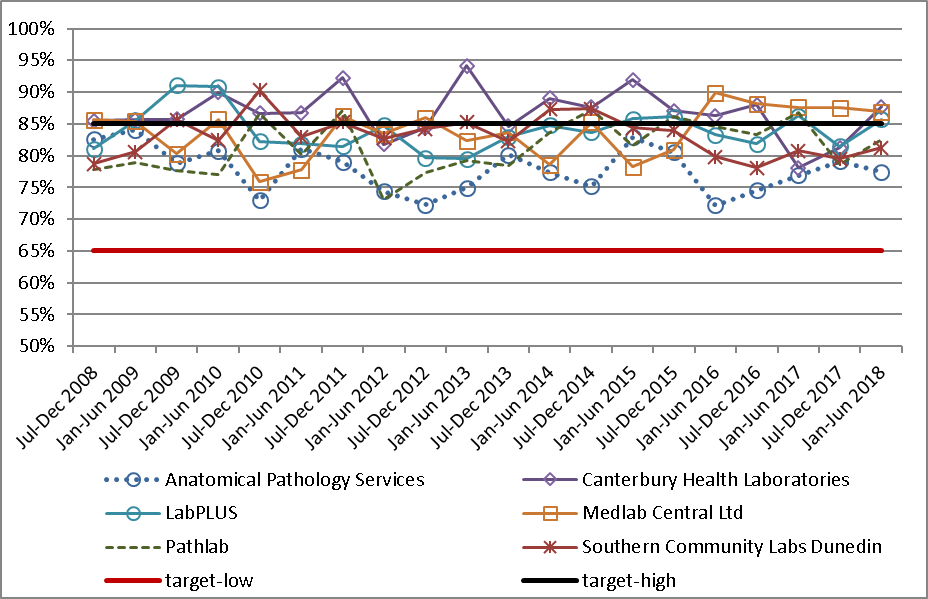 100%
95%
90%
85%
80%
75%
70%
65%
60%
55%
50%
Jul-Dec 2008
Jan-Jun 2009
Jul-Dec 2009
Jan-Jun 2010
Jul-Dec 2010
Jan-Jun 2011
Jul-Dec 2011
Jan-Jun 2012
Jul-Dec 2012
Jan-Jun 2013
Jul-Dec 2013
Jan-Jun 2014
Jul-Dec 2014
Jan-Jun 2015
Jul-Dec 2015
Jan-Jun 2016
Jul-Dec 2016
Jan-Jun 2017
Jul-Dec 2017
Jan-Jun 2018
Anatomical Pathology Services
Canterbury Health Laboratories
LabPLUS
Medlab Central Ltd
Pathlab
Southern Community Labs Dunedin
target-low
target-high